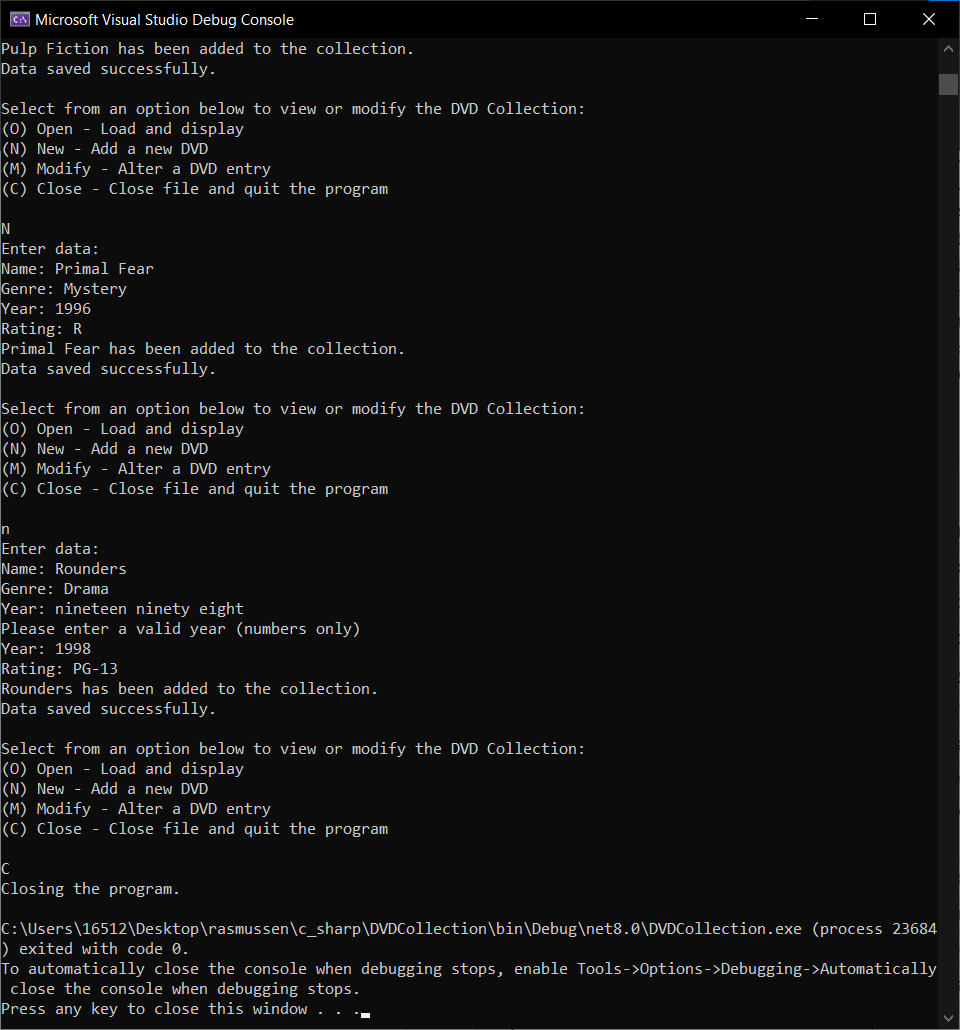 Microsoft Visual Studio Debug Console
Pulp Fiction has been added to the collection.
Data saved successfully.
Select from an option below to view or modify the DVD Collection:
(O) Open - Load and display
(N) New - Add a new DVD
(M) Modify - Alter a DVD entry
(C) Close - Close file and quit the program
N
Enter data:
Name: Primal Fear
Genre: Mystery
Year: 1996
Rating: R
Primal Fear has been added to the collection.
Data saved successfully.
Select from an option below to view or modify the DVD Collection:
(O) Open - Load and display
(N) New - Add a new DVD
(M) Modify - Alter a DVD entry
(C) Close - Close file and quit the program
n
Enter data:
Name: Rounders
Genre: Drama
Year: nineteen ninety eight
Please enter a valid year (numbers only)
Year: 1998
Rating: PG-13
Rounders has been added to the collection.
Data saved successfully.
Select from an option below to view or modify the DVD Collection:
(O) Open - Load and display
(N) New - Add a new DVD
(M) Modify - Alter a DVD entry
(C) Close - Close file and quit the program
C
Closing the program.
C:\Users\16512\Desktop\rasmussen\c_sharp\DVDCollection\bin\Debug\net8.0\DVDCollection.exe (process 23684
) exited with code 0.
To automatically close the console when debugging stops, enable Tools->Options->Debugging->Automatically
close the console when debugging stops.
Press any key to close this window . . .